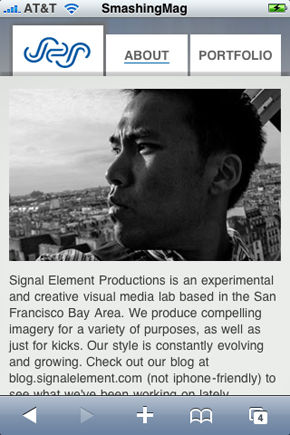 AT&T SmashingMag
SEP
ABOUT PORTFOLIO
Signal Element Productions is an experimental
and creative visual media lab based in the San
Francisco Bay Area. We produce compelling
imagery for a variety of purposes, as well as
just for kicks. Our style is constantly evolving
and growing. Check out our blog at
blog.signalelement.com (not iphone-friendly) to
see what we've been working on lately
4